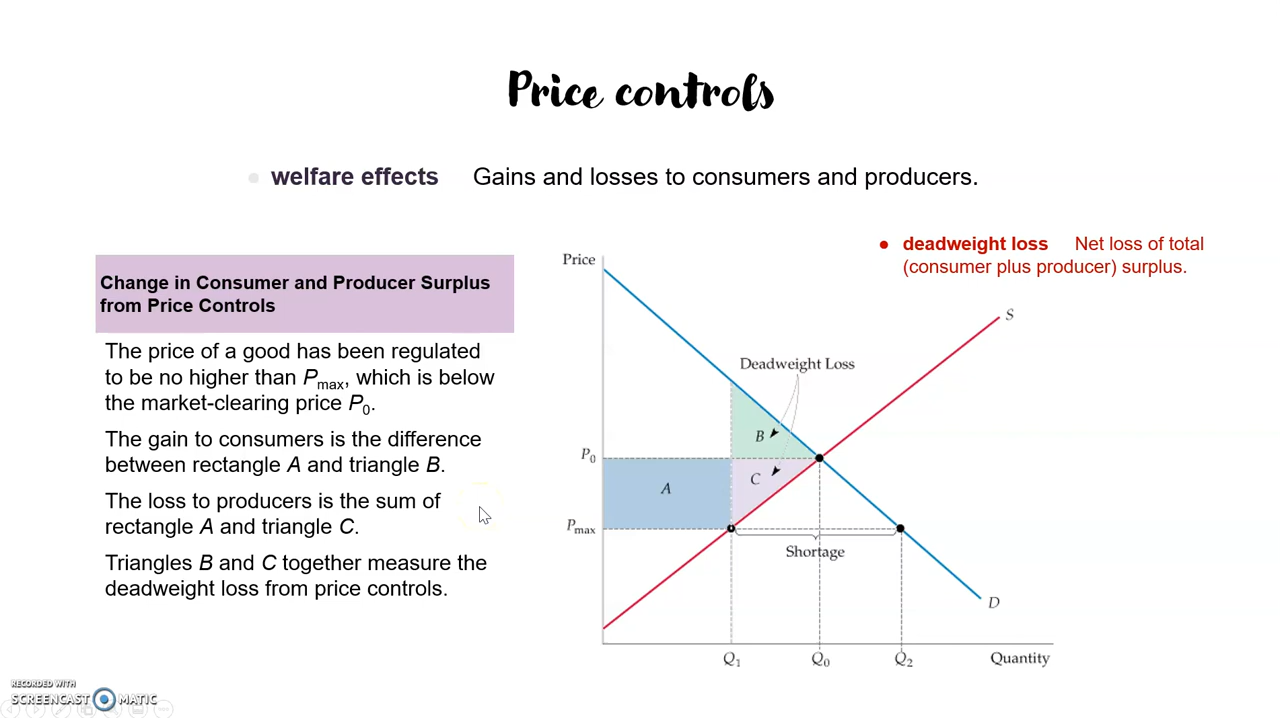 Price controls
welfare effects Gains and losses to consumers and producers.
deadweight loss Net loss of total
(consumer plus producer) surplus.
Change in Consumer and Producer Surplus
from Price Controls
The price of a good has been regulated
to be no higher than Pmax, which is below
the market-clearing price P0.
The gain to consumers is the difference
between rectangle A and triangle B.
The loss to producers is the sum of
rectangle A and triangle C.
Triangles B and C together measure the
deadweight loss from price controls.
Price
S
Deadweight Loss
B
P0
C
A
Pmax
Shortage
D
Q1
Q0
Q2
Quantity
RECORDED WITH
SCREENCAST MATIC